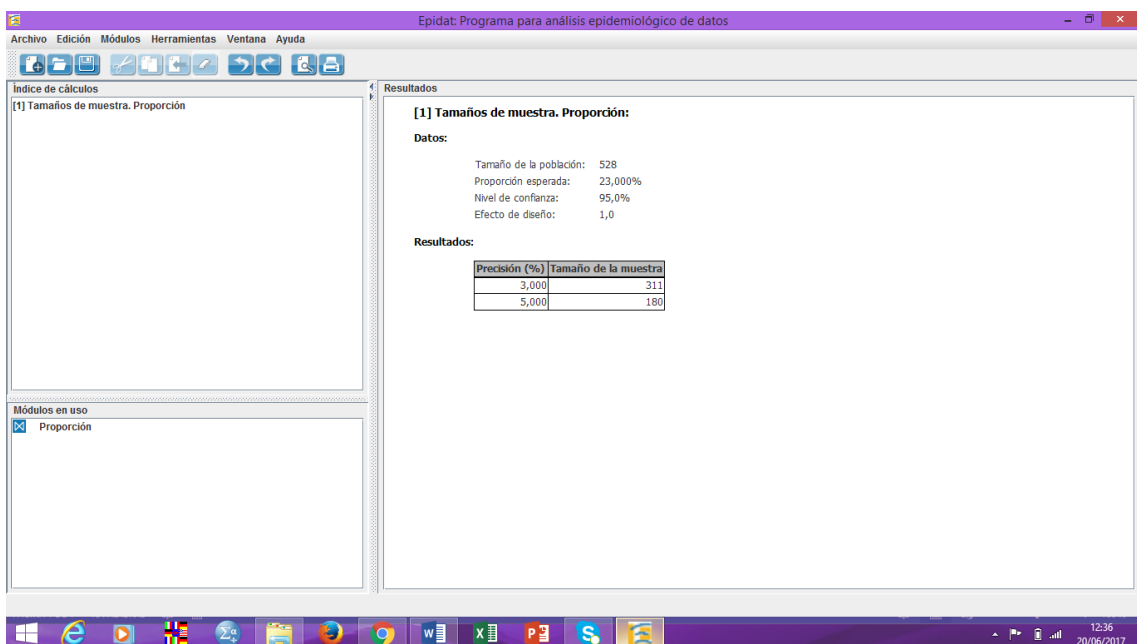 Epidat: Programa para análisis epidemiológico de datos
Archivo Edición Módulos Herramientas Ventana Ayuda
Índice de cálculos
[1] Tamaños de muestra. Proporción
Resultados
[1] Tamaños de muestra. Proporción:
Datos:
Tamaño de la población: 528
Proporción esperada: 23,000%
Nivel de confianza: 95,0%
Efecto de diseño: 1,0
Resultados:
Precisión (%) Tamaño de la muestra
3,000 311
5,000 180
Módulos en uso
Proporción
12:36
20/06/2017